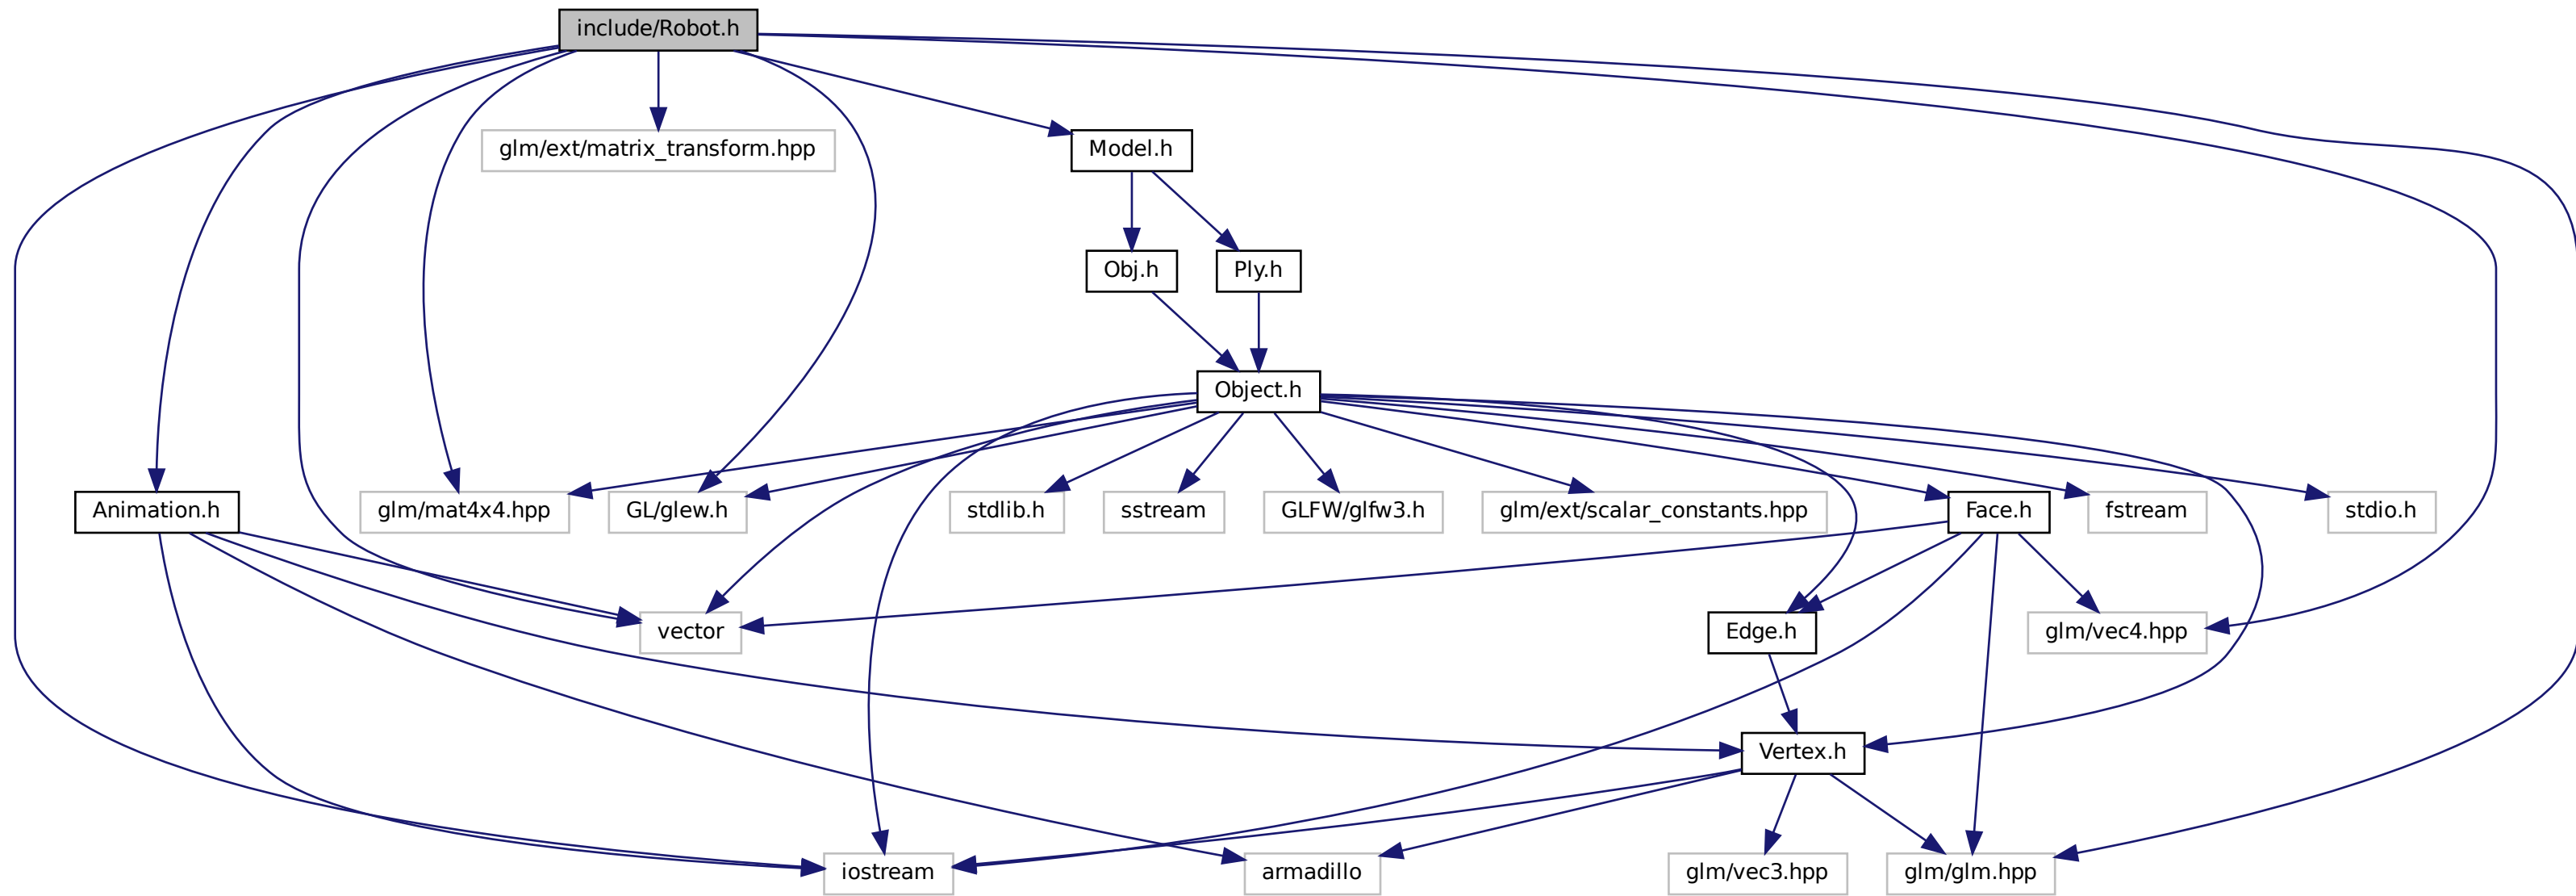 include/Robot.h
glm/ext/matrix_transform.hpp
Model.h
Obj.h
Ply.h
Object.h
Animation.h
glm/mat4x4.hpp
GL/glew.h
stdlib.h
sstream
GLFW/glfw3.h
glm/ext/scalar_constants.hpp
Face.h
fstream
stdio.h
vector
Edge.h
glm/vec4.hpp
Vertex.h
iostream
armadillo
glm/vec3.hpp
glm/glm.hpp